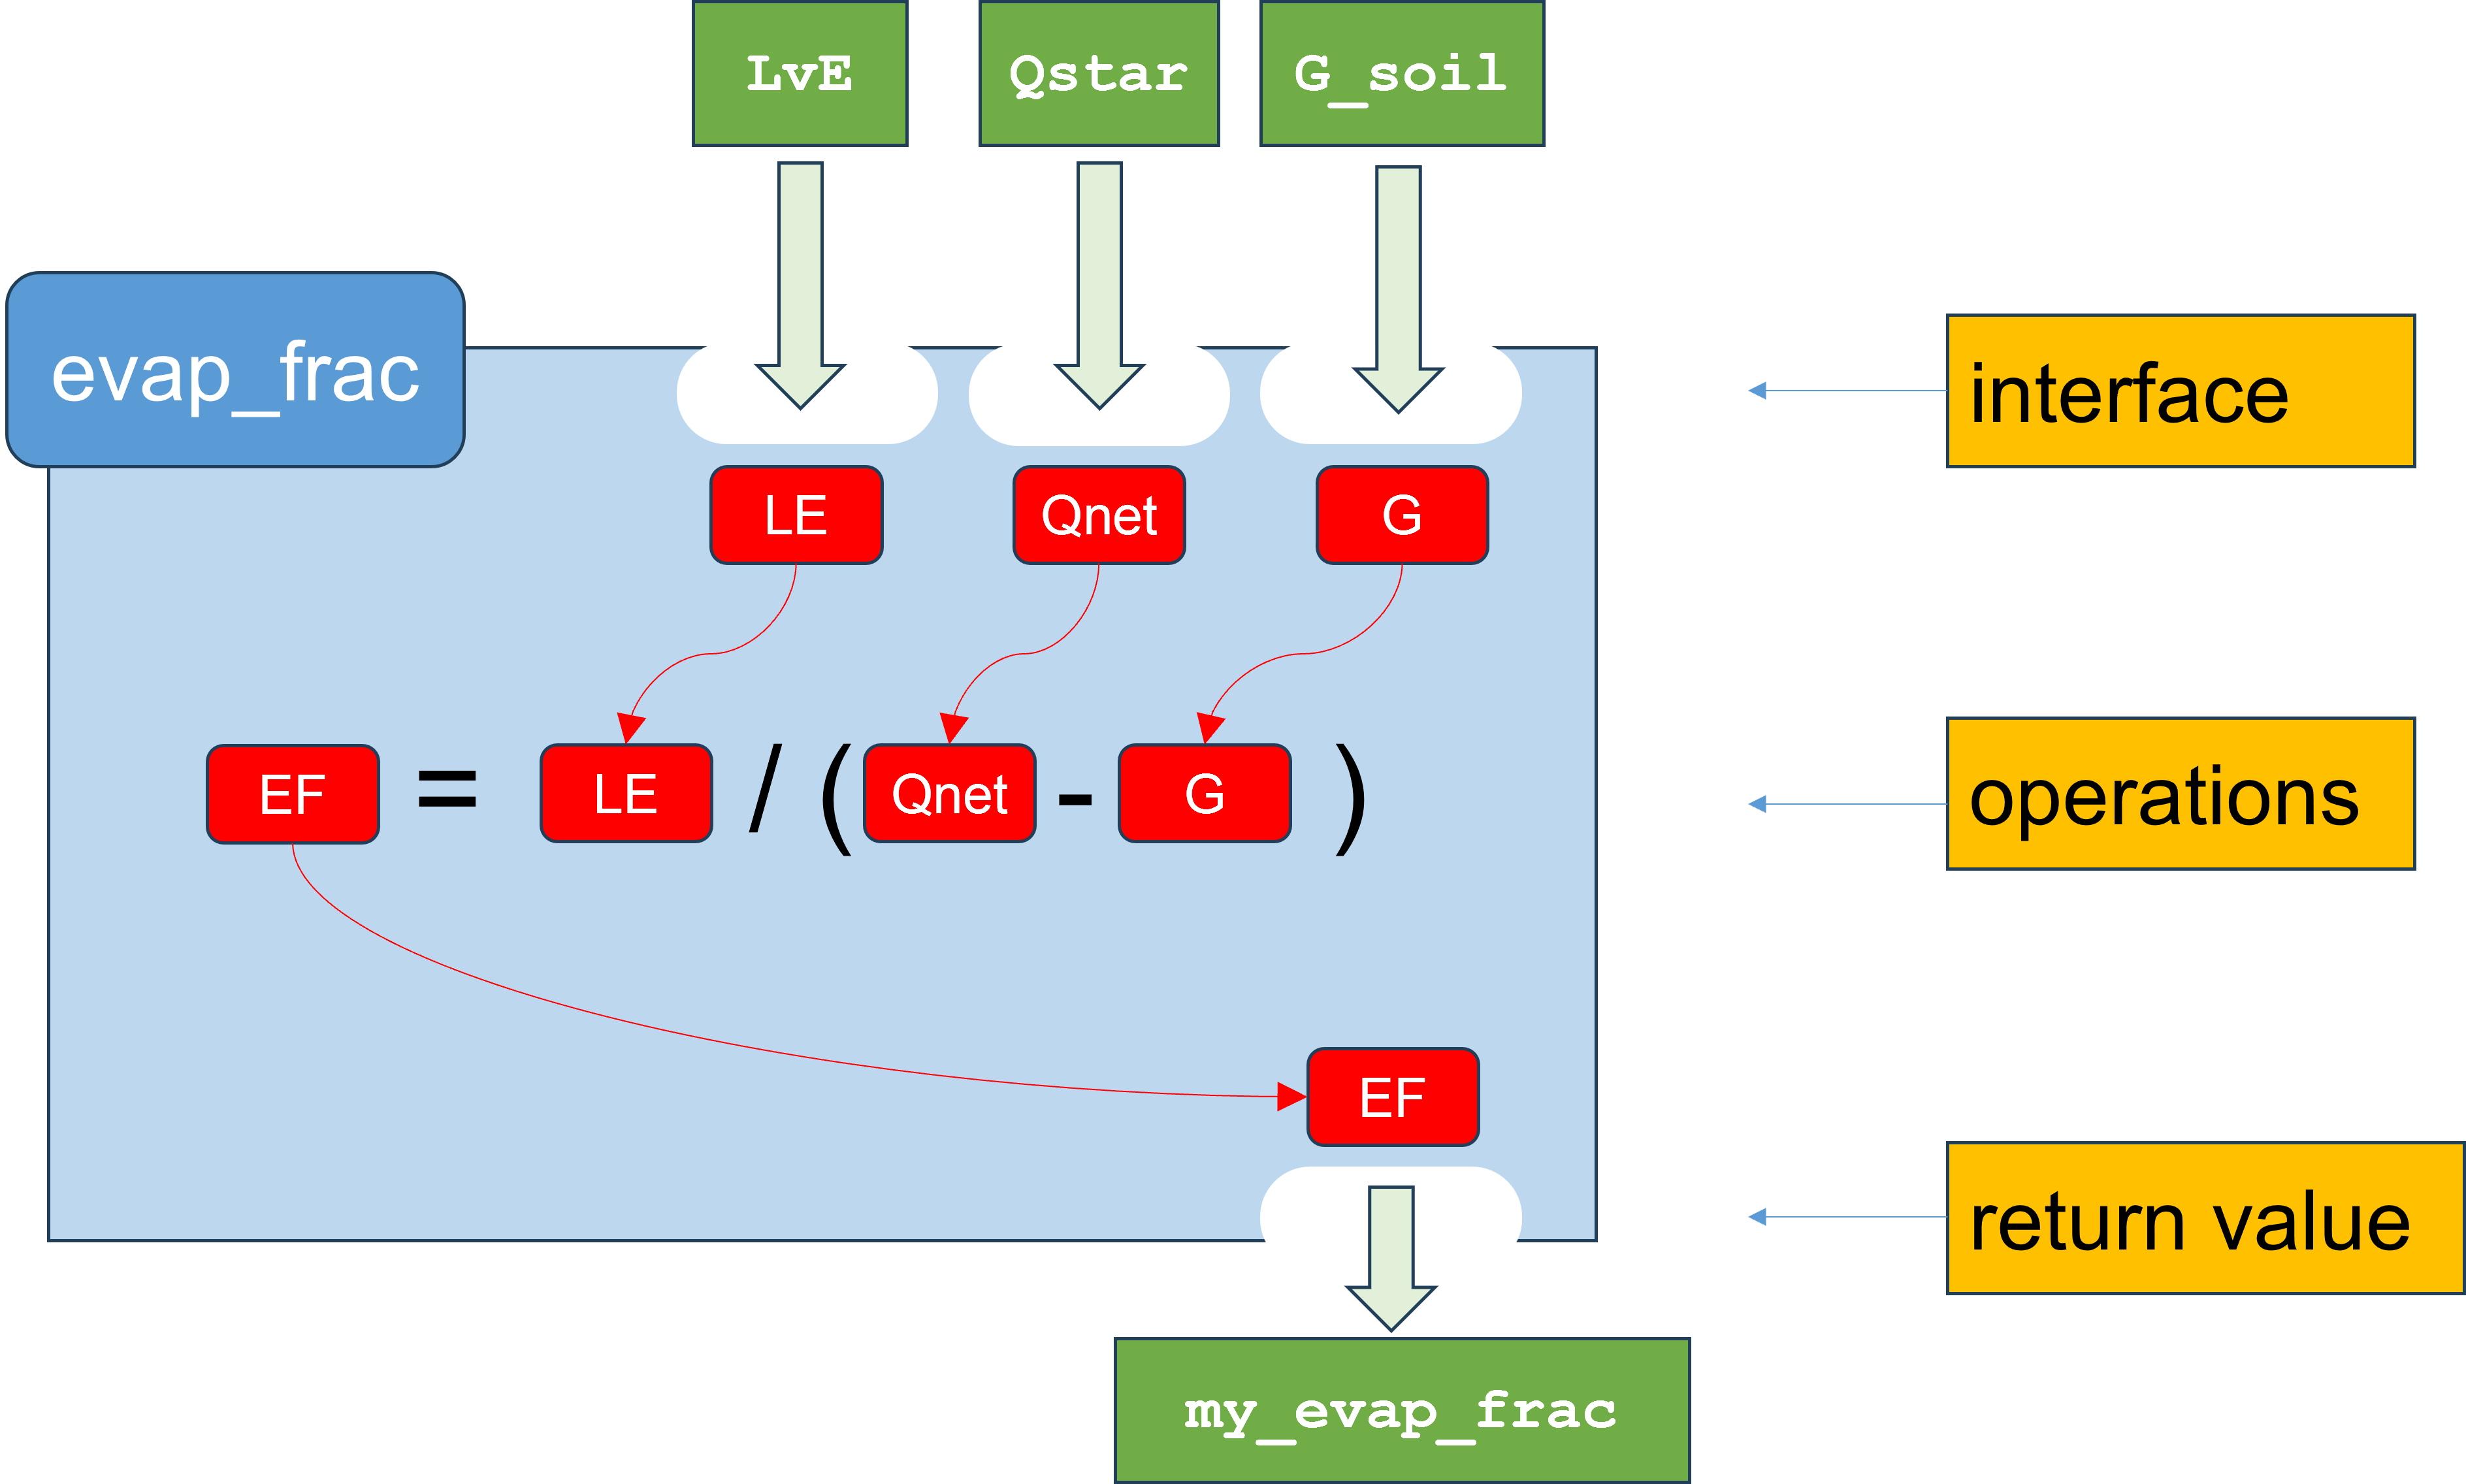 LvE
Qstar
G_soil
evap_frac
interface
LE
Qnet
G
EF = LE / ( Qnet - G )
operations
EF
return value
my_evap_frac